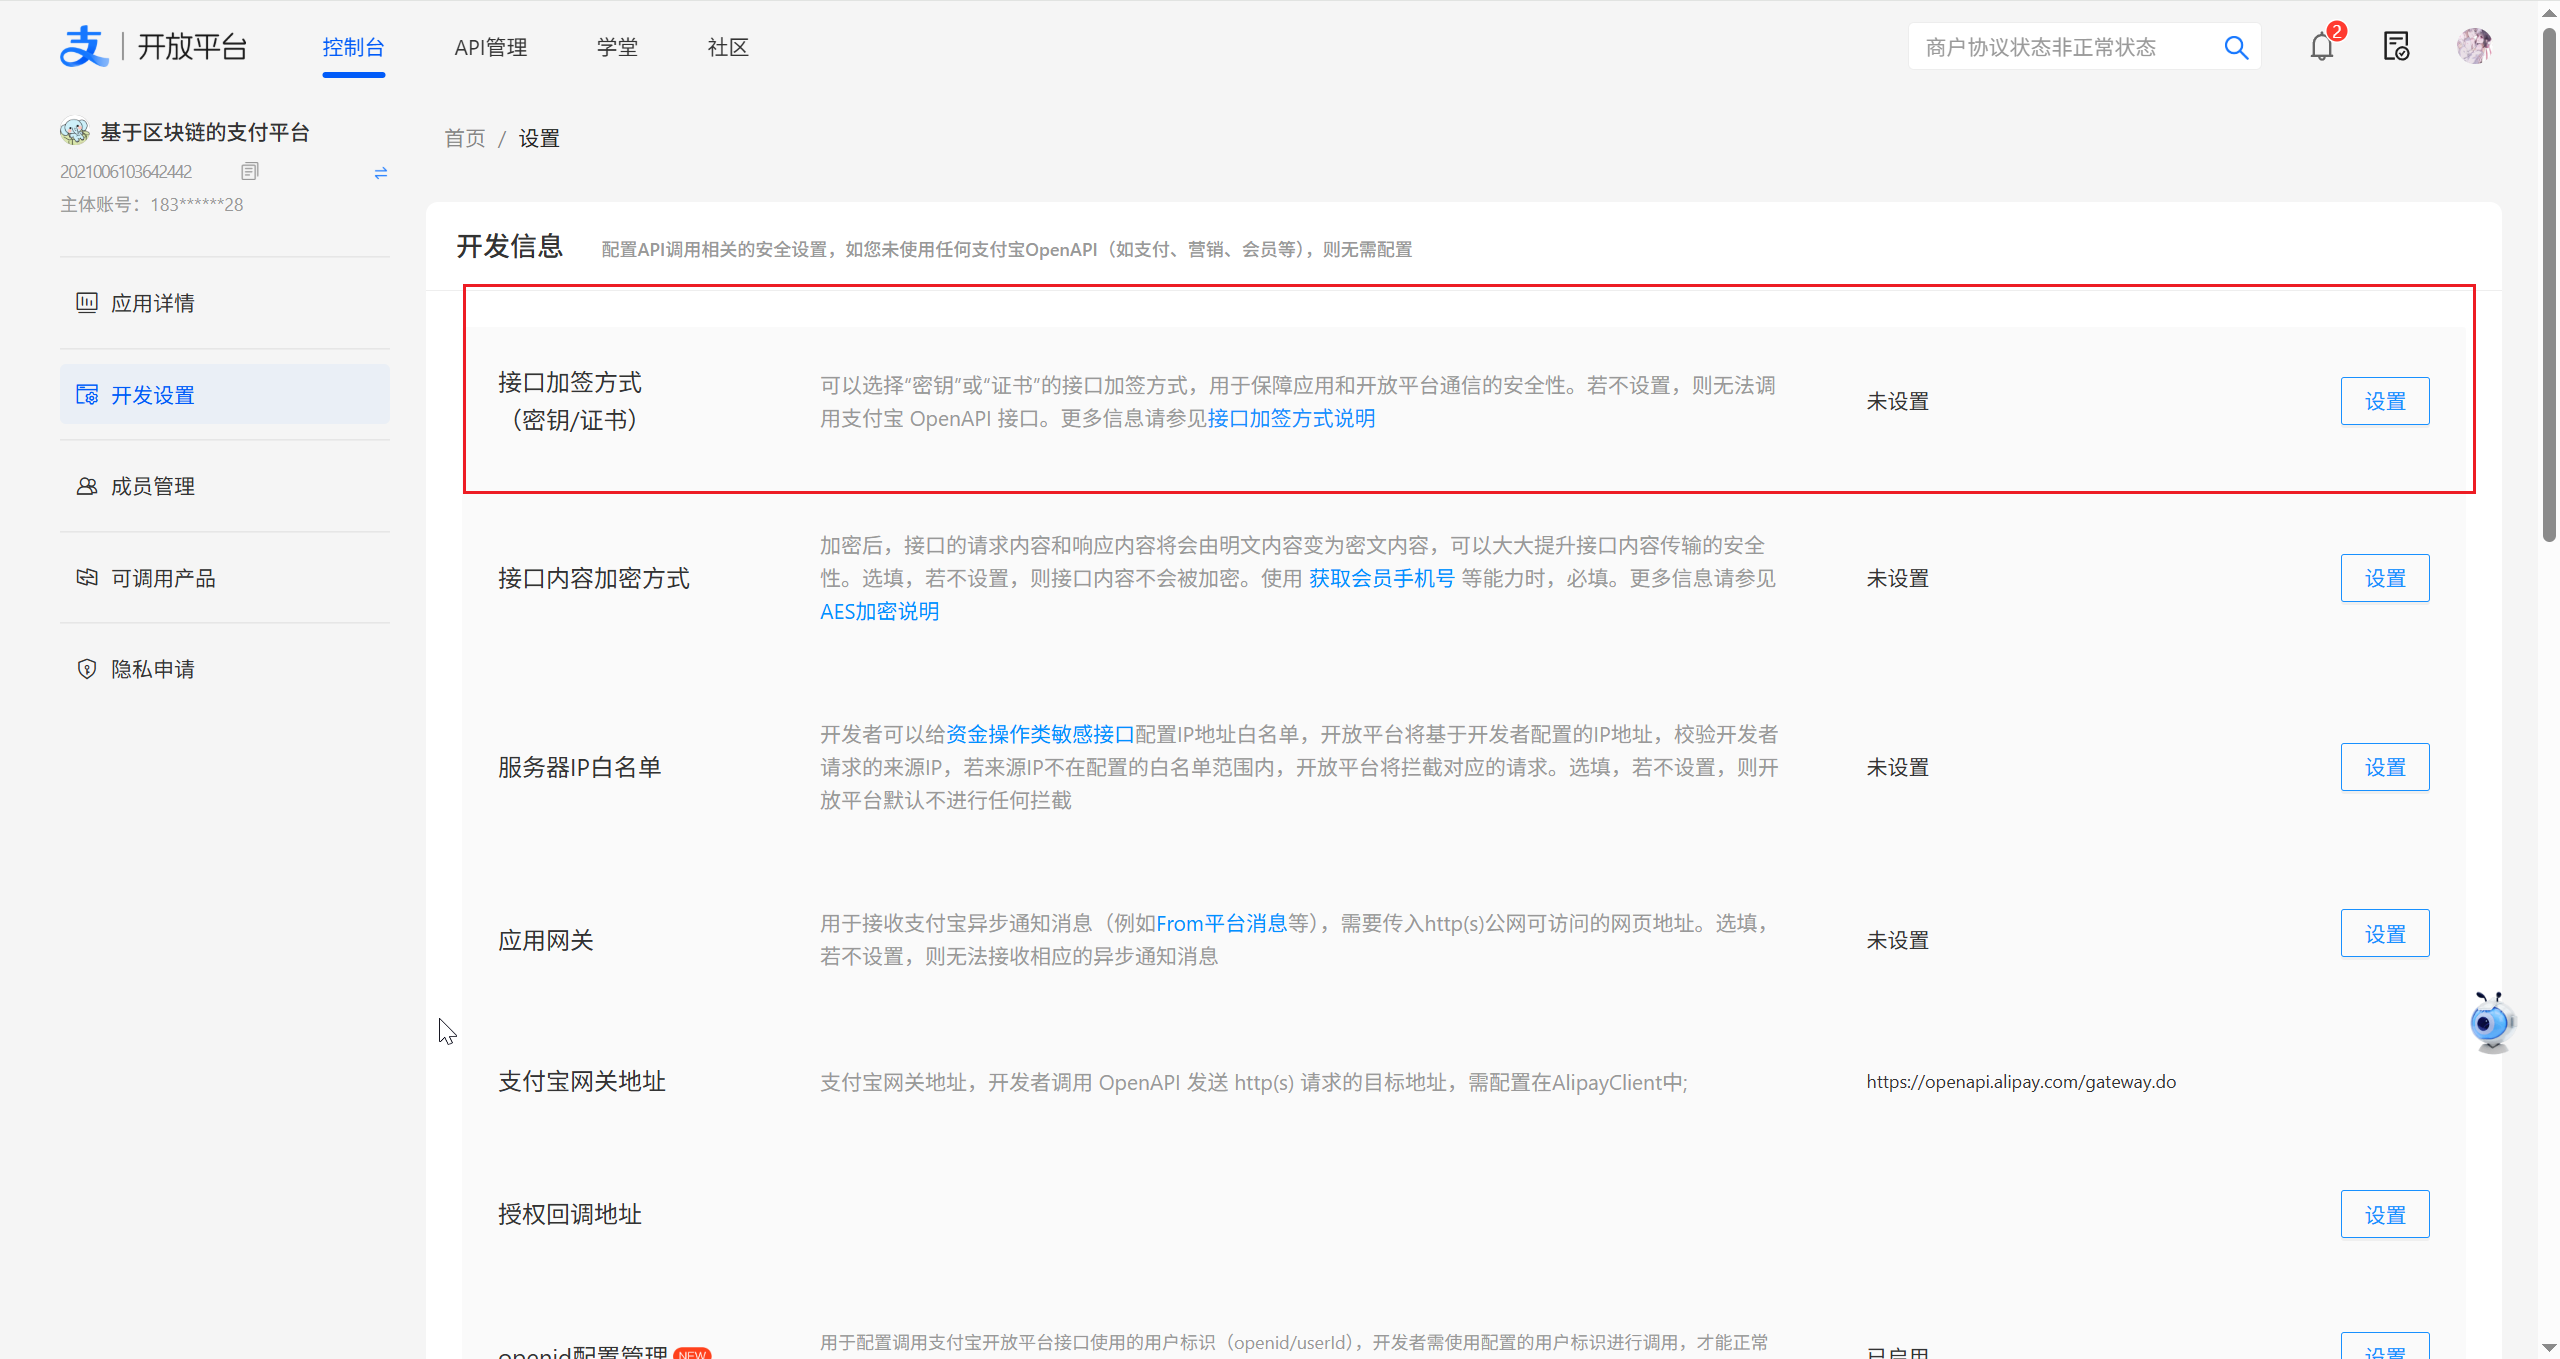 支 | 开放平台
控制台
API管理
学堂
社区
商户协议状态非正常状态
2
基于区块链的支付平台
2021006103642442
主体账号：183******28
应用详情
开发设置
成员管理
可调用产品
隐私申请
首页 / 设置
开发信息
配置API调用相关的安全设置，如您未使用任何支付宝OpenAPI（如支付、营销、会员等），则无需配置
接口加签方式
（密钥/证书）
可以选择“密钥”或“证书”的接口加签方式，用于保障应用和开放平台通信的安全性。若不设置，则无法调
用支付宝 OpenAPI 接口。更多信息请参见接口加签方式说明
未设置
设置
接口内容加密方式
加密后，接口的请求内容和响应内容将会由明文内容变为密文内容，可以大大提升接口内容传输的安全
性。选填，若不设置，则接口内容不会被加密。使用 获取会员手机号 等能力时，必填。更多信息请参见
AES加密说明
未设置
设置
服务器IP白名单
开发者可以给资金操作类敏感接口配置IP地址白名单，开放平台将基于开发者配置的IP地址，校验开发者
请求的来源IP，若来源IP不在配置的白名单范围内，开放平台将拦截对应的请求。选填，若不设置，则开
放平台默认不进行任何拦截
未设置
设置
应用网关
用于接收支付宝异步通知消息（例如From平台消息等），需要传入http(s)公网可访问的网页地址。选填，
若不设置，则无法接收相应的异步通知消息
未设置
设置
支付宝网关地址
支付宝网关地址，开发者调用 OpenAPI 发送 http(s) 请求的目标地址，需配置在AlipayClient中;
https://openapi.alipay.com/gateway.do
授权回调地址
设置
openid配置管理 NEW
用于配置调用支付宝开放平台接口使用的用户标识（openid/userId），开发者需使用配置的用户标识进行调用，才能正常
已启用
设置